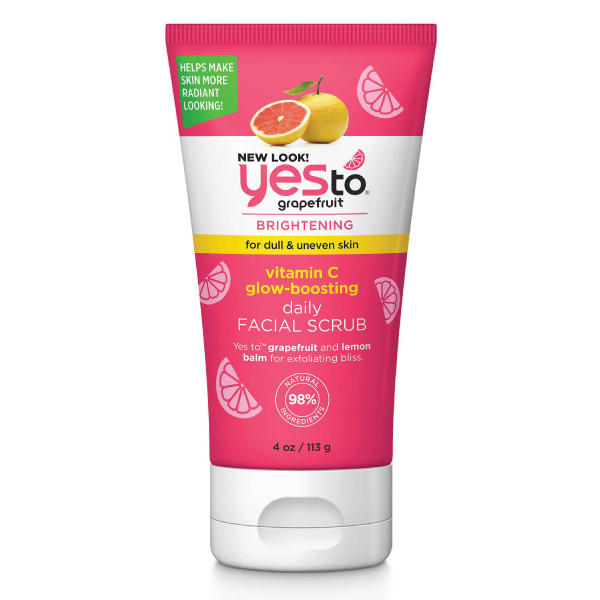 HELPS MAKE
SKIN MORE
RADIANT
LOOKING!
NEW LOOK!
yes to®
grapefruit
BRIGHTENING
for dull & uneven skin
vitamin C
glow-boosting
daily
FACIAL SCRUB
Yes to™ grapefruit and lemon
balm for exfoliating bliss.
NATURAL
98%
INGREDIENTS
4 oz / 113 g